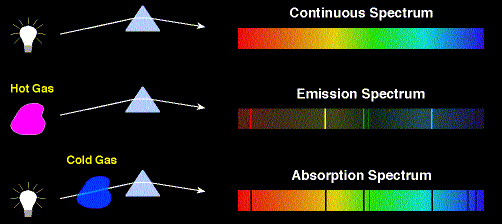 Continuous Spectrum
Hot Gas
Emission Spectrum
Cold Gas
Absorption Spectrum